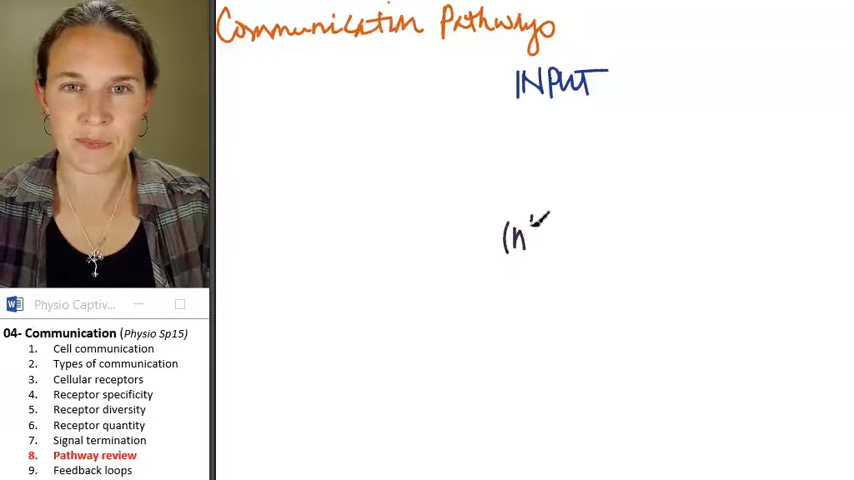 Communication Pathways
INPUT
Physio Captiv...
04- Communication (Physio Sp15)
1. Cell communication
2. Types of communication
3. Cellular receptors
4. Receptor specificity
5. Receptor diversity
6. Receptor quantity
7. Signal termination
8. Pathway review
9. Feedback loops